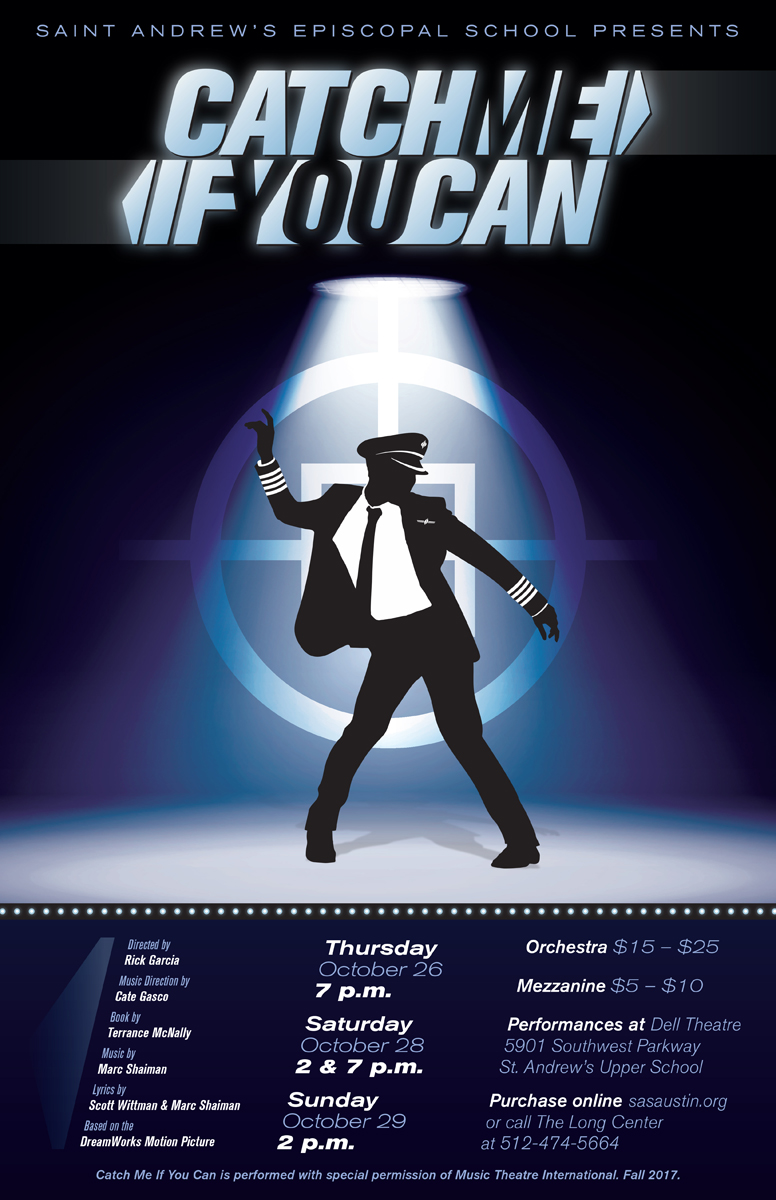 SAINT ANDREW'S EPISCOPAL SCHOOL PRESENTS
CATCH ME
IF YOU CAN
Directed by
Rick Garcia
Music Direction by
Cate Gasco
Book by
Terrance McNally
Music by
Marc Shaiman
Lyrics by
Scott Wittman & Marc Shaiman
Based on the
DreamWorks Motion Picture
Thursday
October 26
7 p.m.
Saturday
October 28
2 & 7 p.m.
Sunday
October 29
2 p.m.
Orchestra $15 – $25
Mezzanine $5 – $10
Performances at Dell Theatre
5901 Southwest Parkway
St. Andrew's Upper School
Purchase online sasaustin.org
or call The Long Center
at 512-474-5664
Catch Me If You Can is performed with special permission of Music Theatre International. Fall 2017.